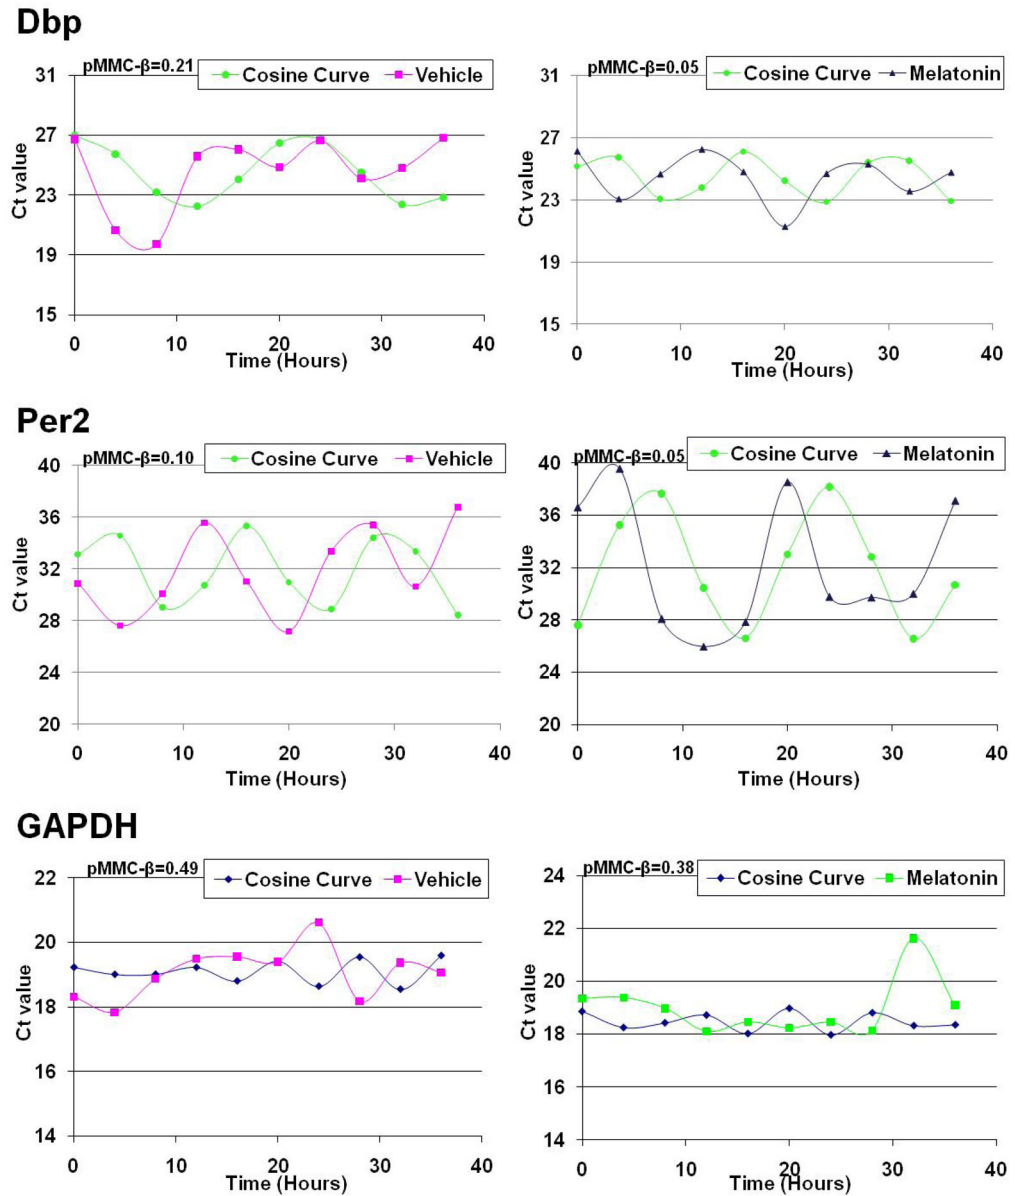 Dbp
pMMC-β=0.21
Cosine Curve
Vehicle
31
27
23
19
15
Ct value
0
10
20
30
40
Time (Hours)
pMMC-β=0.05
Cosine Curve
Melatonin
31
27
23
19
15
Ct value
0
10
20
30
40
Time (Hours)
Per2
pMMC-β=0.10
Cosine Curve
Vehicle
40
36
32
28
24
20
Ct value
0
10
20
30
40
Time (Hours)
pMMC-β=0.05
Cosine Curve
Melatonin
40
36
32
28
24
20
Ct value
0
10
20
30
40
Time (Hours)
GAPDH
pMMC-β=0.49
Cosine Curve
Vehicle
22
20
18
16
14
Ct value
0
10
20
30
40
Time (Hours)
pMMC-β=0.38
Cosine Curve
Melatonin
24
22
20
18
16
14
Ct value
0
10
20
30
40
Time (Hours)